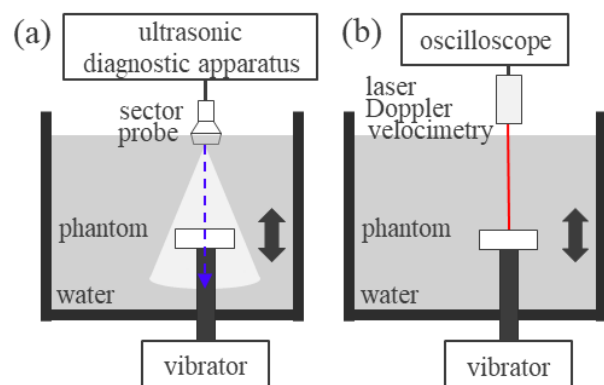 (a)
ultrasonic
diagnostic apparatus
sector
probe
phantom
water
vibrator
(b)
oscilloscope
laser
Doppler
velocimetry
phantom
water
vibrator